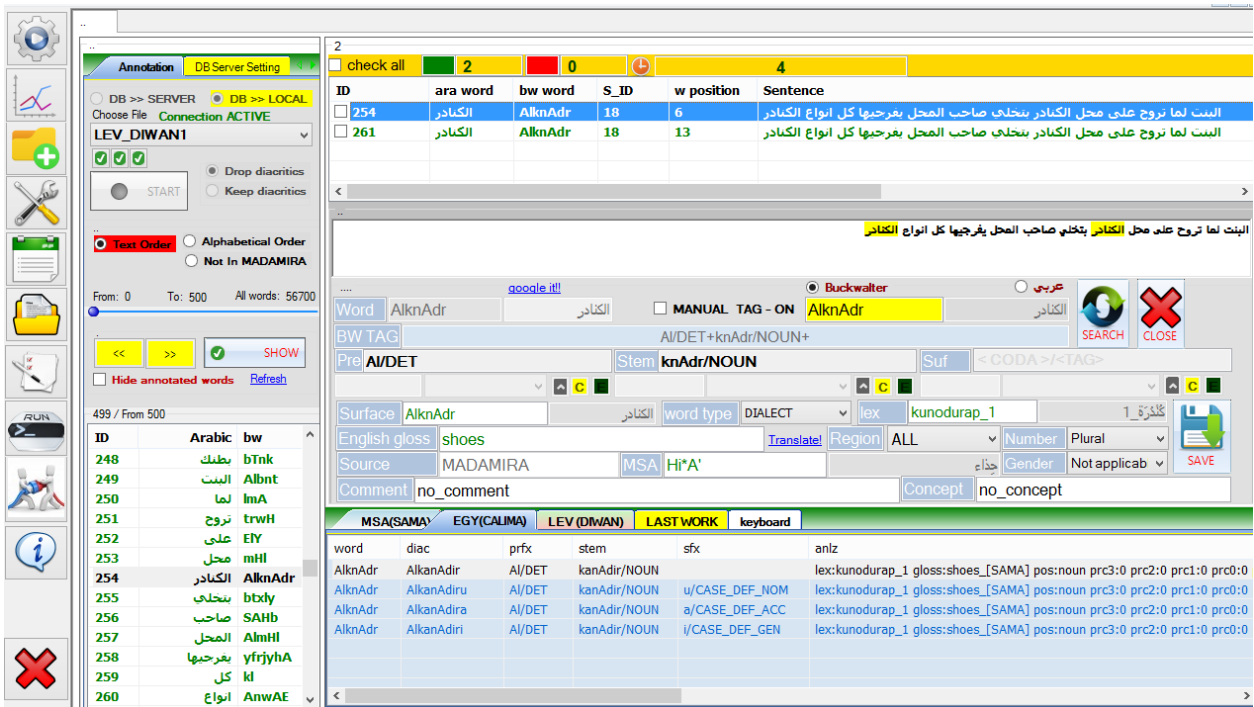 ..
..
Annotation DB Server Setting
DB >> SERVER DB >> LOCAL
Choose File Connection ACTIVE
LEV_DIWAN1
START
Drop diacritics
Keep diacritics
..
Text Order Alphabetical Order
Not In MADAMIRA
From: 0 To: 500 All words: 56700
.
<< >> SHOW
Hide annotated words Refresh
499 / From 500
ID Arabic bw
248 بطنك bTnk
249 البنت Albnt
250 لما lmA
251 تروح trwH
252 على ElY
253 محل mHl
254 الكنادر AlknAdr
255 بتخلي btxly
256 صاحب SAHb
257 المحل AlmHl
258 يفرجيها yfrjyhA
259 كل kl
260 انواع AnwAE
RUN
2
check all 2 0 4
ID ara word bw word S_ID w position Sentence
254 الكنادر AlknAdr 18 6 البنت لما تروح على محل الكنادر بتخلي صاحب المحل يفرجيها كل انواع الكنادر
261 الكنادر AlknAdr 18 13 البنت لما تروح على محل الكنادر بتخلي صاحب المحل يفرجيها كل انواع الكنادر
..
البنت لما تروح على محل الكنادر بتخلي صاحب المحل يفرجيها كل انواع الكنادر
.... google it!! Buckwalter عربي
Word AlknAdr الكنادر MANUAL TAG - ON AlknAdr الكنادر
SEARCH CLOSE
BW TAG Al/DET+knAdr/NOUN+
Pre Al/DET Stem knAdr/NOUN Suf <CODA>/<TAG>
^ C E ^ C E ^ C E
Surface AlknAdr الكنادر word type DIALECT lex kunodurap_1 كُنْدُرَة_1
English gloss shoes Translate! Region ALL Number Plural
Source MADAMIRA MSA Hi*A' حِذاء Gender Not applicab
SAVE
Comment no_comment Concept no_concept
MSA(SAMA) EGY(CALIMA) LEV (DIWAN) LAST WORK keyboard
word diac prfx stem sfx anlz
AlknAdr AlkanAdir Al/DET kanAdir/NOUN lex:kunodurap_1 gloss:shoes_[SAMA] pos:noun prc3:0 prc2:0 prc1:0 prc0:0
AlknAdr AlkanAdiru Al/DET kanAdir/NOUN u/CASE_DEF_NOM lex:kunodurap_1 gloss:shoes_[SAMA] pos:noun prc3:0 prc2:0 prc1:0 prc0:0
AlknAdr AlkanAdira Al/DET kanAdir/NOUN a/CASE_DEF_ACC lex:kunodurap_1 gloss:shoes_[SAMA] pos:noun prc3:0 prc2:0 prc1:0 prc0:0
AlknAdr AlkanAdiri Al/DET kanAdir/NOUN i/CASE_DEF_GEN lex:kunodurap_1 gloss:shoes_[SAMA] pos:noun prc3:0 prc2:0 prc1:0 prc0:0